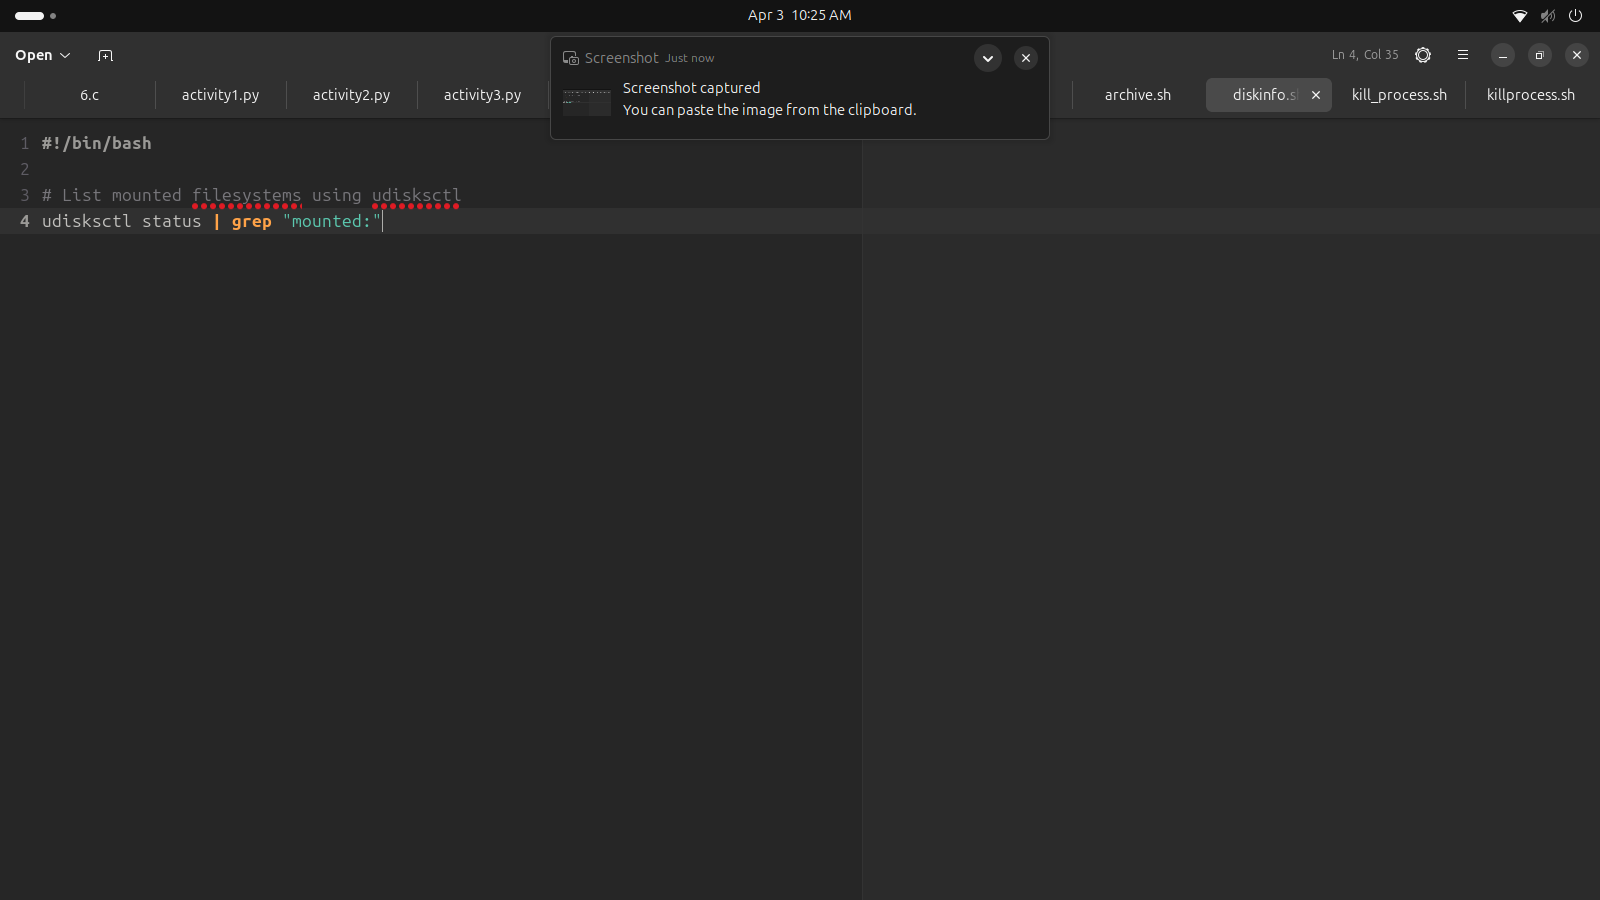 Apr 3 10:25 AM
Open
Screenshot Just now
Screenshot captured
You can paste the image from the clipboard.
Ln 4, Col 35
6.c
activity1.py
activity2.py
activity3.py
archive.sh
diskinfo.s
kill_process.sh
killprocess.sh
1 #!/bin/bash
2
3 # List mounted filesystems using udisksctl
4 udisksctl status | grep "mounted:"